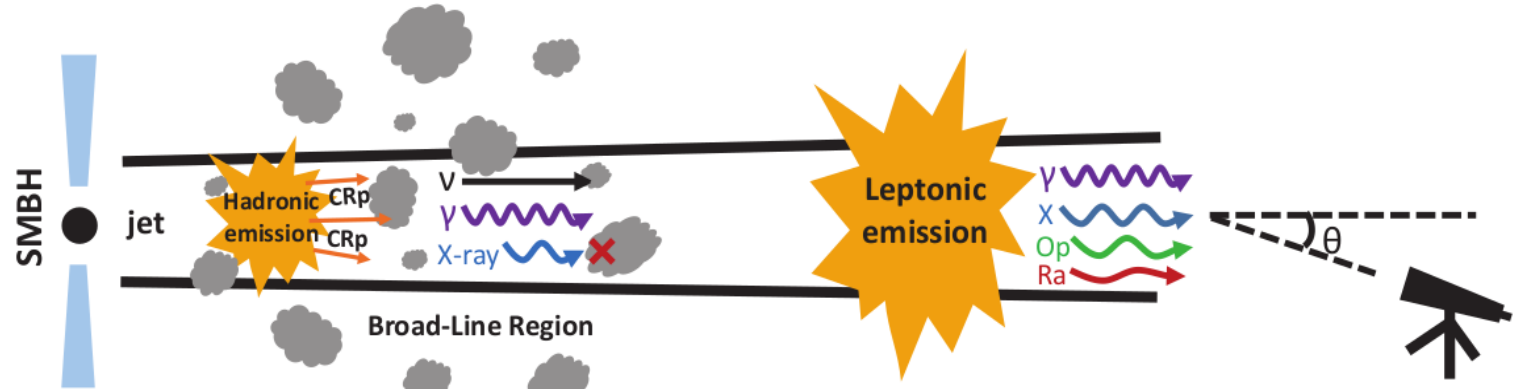 SMBH
jet
Hadronic
emission
CRp
CRp
ν
γ
X-ray
Broad-Line Region
Leptonic
emission
γ
X
Op
Ra
θ